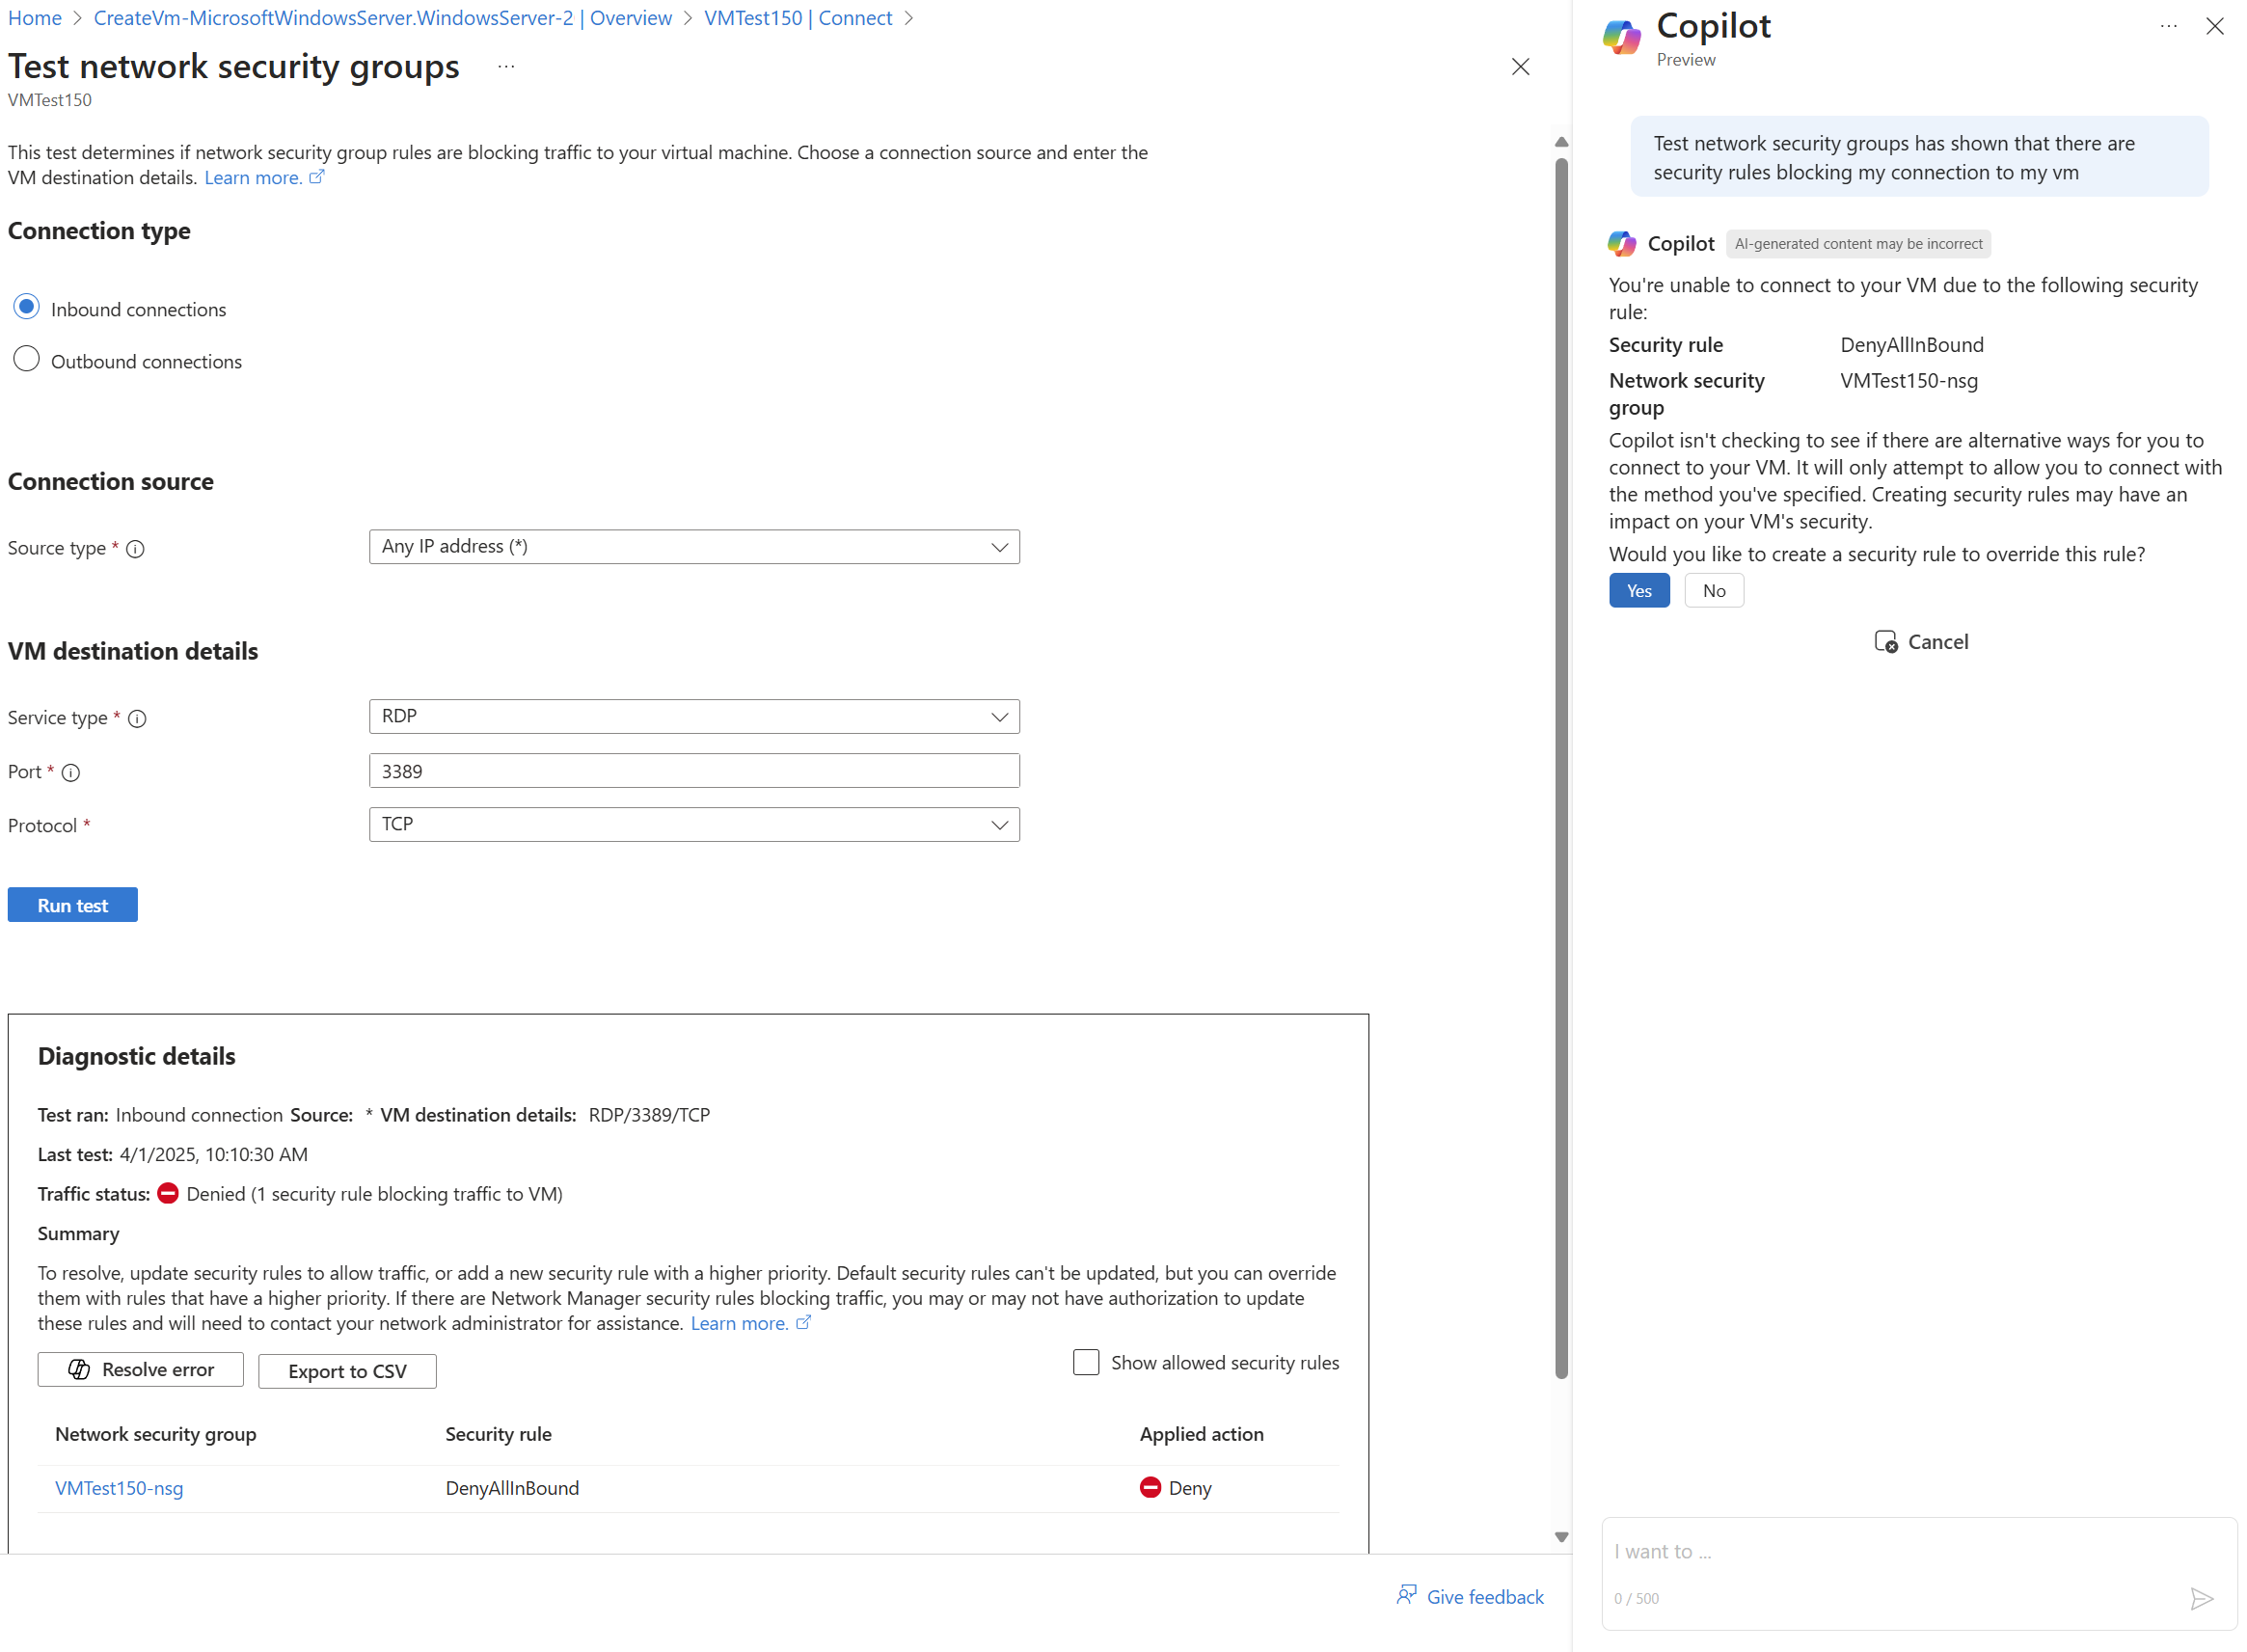 Home > CreateVm-MicrosoftWindowsServer.WindowsServer-2 | Overview > VMTest150 | Connect >
Test network security groups ...
VMTest150
This test determines if network security group rules are blocking traffic to your virtual machine. Choose a connection source and enter the
VM destination details. Learn more.
Connection type
Inbound connections
Outbound connections
Connection source
Source type *
Any IP address (*)
VM destination details
Service type *
RDP
Port *
3389
Protocol *
TCP
Run test
Diagnostic details
Test ran: Inbound connection Source: * VM destination details: RDP/3389/TCP
Last test: 4/1/2025, 10:10:30 AM
Traffic status: Denied (1 security rule blocking traffic to VM)
Summary
To resolve, update security rules to allow traffic, or add a new security rule with a higher priority. Default security rules can't be updated, but you can override
them with rules that have a higher priority. If there are Network Manager security rules blocking traffic, you may or may not have authorization to update
these rules and will need to contact your network administrator for assistance. Learn more.
Resolve error
Export to CSV
Show allowed security rules
Network security group Security rule Applied action
VMTest150-nsg DenyAllInBound Deny
Give feedback
Copilot ...
Preview
Test network security groups has shown that there are
security rules blocking my connection to my vm
Copilot AI-generated content may be incorrect
You're unable to connect to your VM due to the following security
rule:
Security rule DenyAllInBound
Network security VMTest150-nsg
group
Copilot isn't checking to see if there are alternative ways for you to
connect to your VM. It will only attempt to allow you to connect with
the method you've specified. Creating security rules may have an
impact on your VM's security.
Would you like to create a security rule to override this rule?
Yes No
Cancel
I want to ...
0 / 500